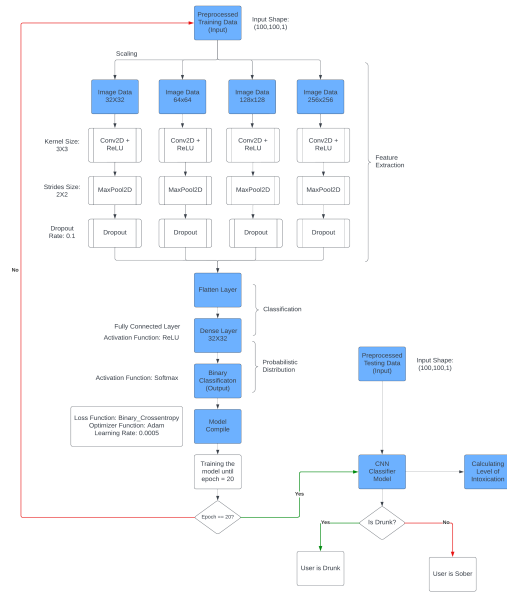 Preprocessed
Training Data
(Input)
Input Shape:
(100,100,1)
Scaling
Image Data
32X32
Image Data
64x64
Image Data
128x128
Image Data
256x256
Kernel Size:
3X3
Conv2D +
ReLU
Conv2D +
ReLU
Conv2D +
ReLU
Conv2D +
ReLU
Feature
Extraction
Strides Size:
2X2
MaxPool2D
MaxPool2D
MaxPool2D
MaxPool2D
Dropout
Rate: 0.1
Dropout
Dropout
Dropout
Dropout
No
Flatten Layer
Classification
Fully Connected Layer
Activation Function: ReLU
Dense Layer
32X32
Probabilistic
Distribution
Activation Function: Softmax
Binary
Classificaton
(Output)
Preprocessed
Testing Data
(Input)
Input Shape:
(100,100,1)
Loss Function: Binary_Crossentropy
Optimizer Function: Adam
Learning Rate: 0.0005
Model
Compile
Training the
model until
epoch = 20
CNN
Classifier
Model
Calculating
Level of
Intoxication
Yes
Epoch == 20?
Yes
Is Drunk?
No
User is Drunk
User is Sober